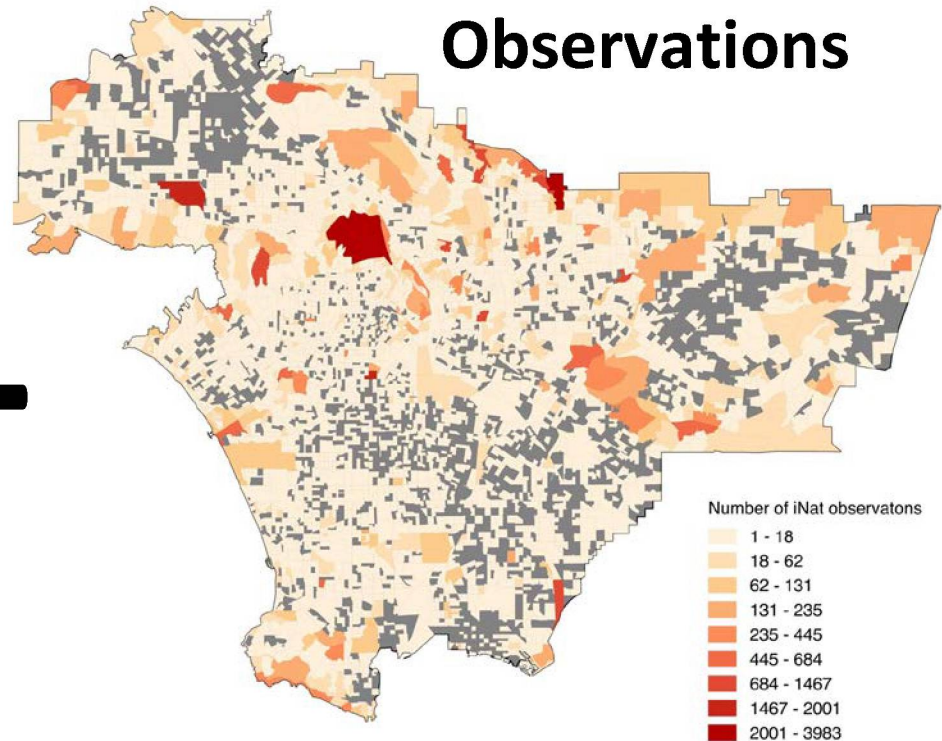 Observations
Number of iNat observatons
1 - 18
18 - 62
62 - 131
131 - 235
235 - 445
445 - 684
684 - 1467
1467 - 2001
2001 - 3983